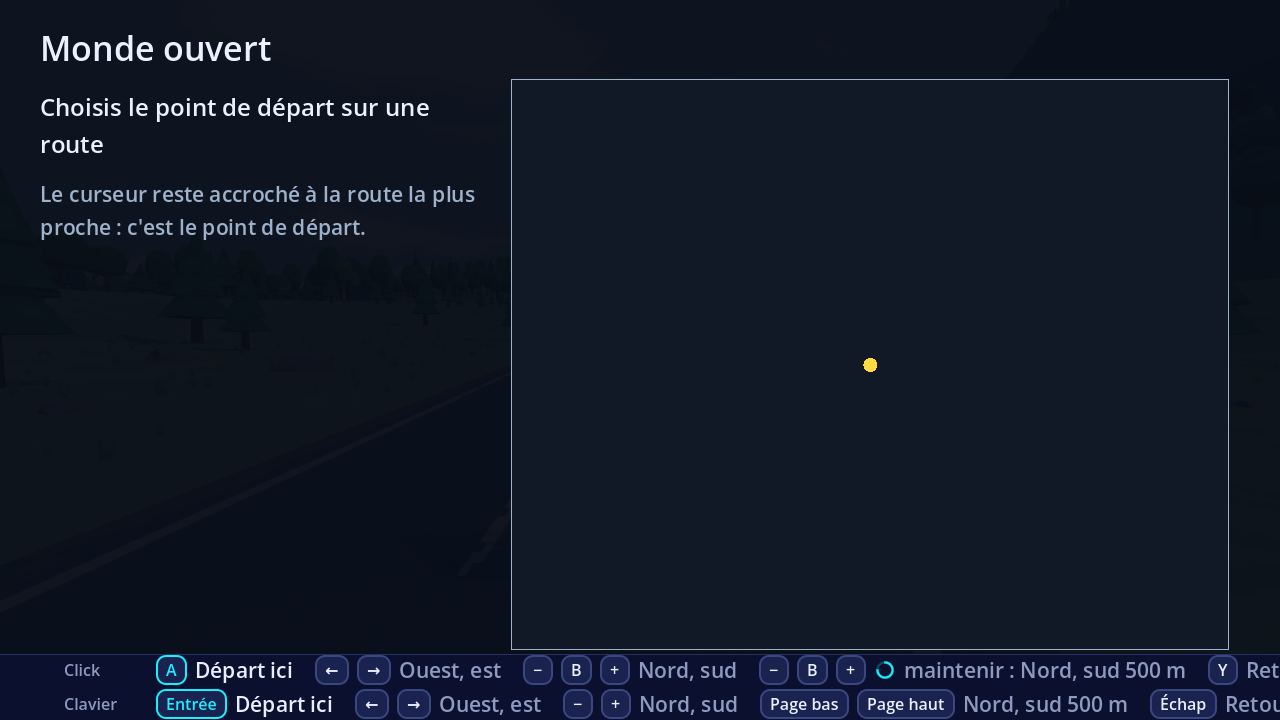 Monde ouvert
Choisis le point de départ sur une
route
Le curseur reste accroché à la route la plus
proche : c'est le point de départ.
Click A Départ ici ← → Ouest, est − B + Nord, sud − B + maintenir : Nord, sud 500 m Y Ret
Clavier Entrée Départ ici ← → Ouest, est − + Nord, sud Page bas Page haut Nord, sud 500 m Échap Retou